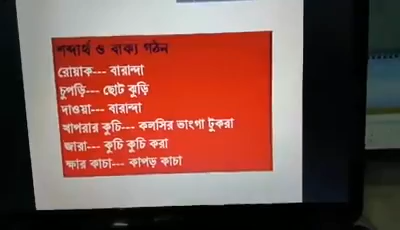 শব্দার্থ ও বাক্য গঠন
রোয়াক--- বারান্দা
চুপড়ি--- ছোট ঝুড়ি
দাওয়া--- বারান্দা
খাপরার কুচি--- কলসির ভাংগা টুকরা
জারা--- কুচি কুচি করা
ক্ষার কাচা--- কাপড় কাচা